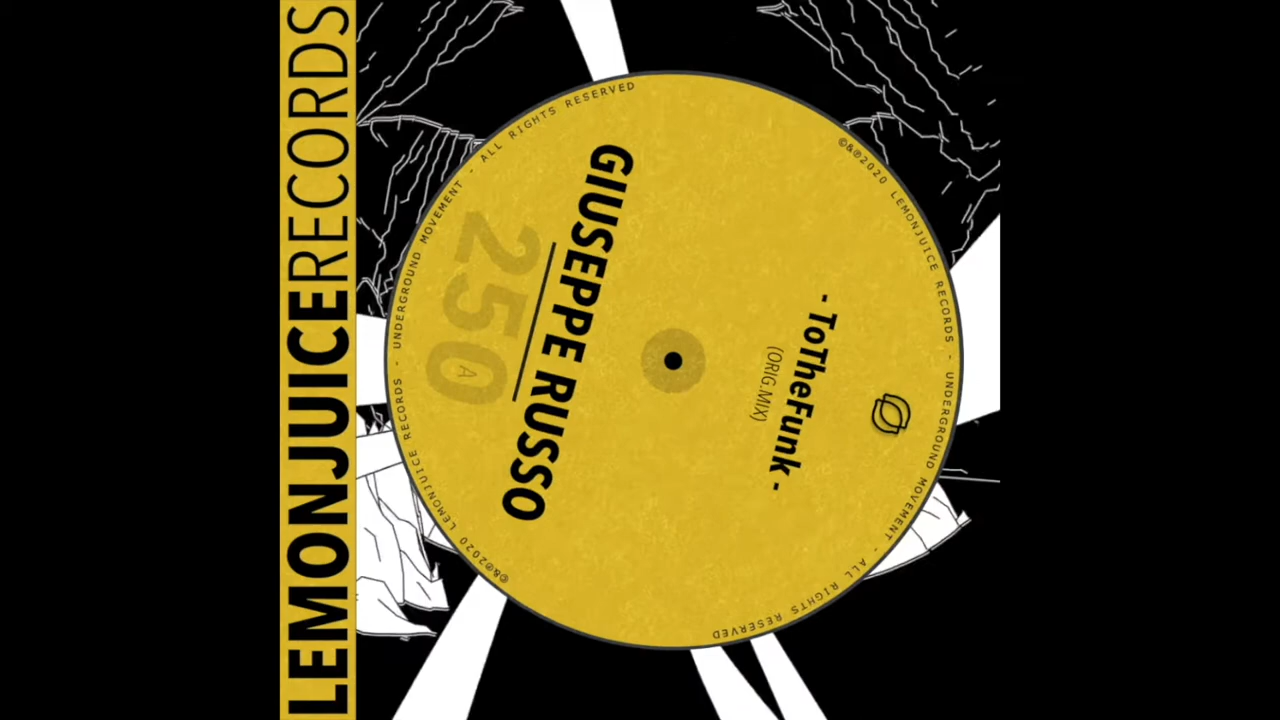 LEMONJUICERECORDS
GIUSEPPE RUSSO
250
A
- ToTheFunk -
(ORIG.MIX)
©&℗2020 LEMONJUICE RECORDS - UNDERGROUND MOVEMENT - ALL RIGHTS RESERVED
©&℗2020 LEMONJUICE RECORDS - UNDERGROUND MOVEMENT - ALL RIGHTS RESERVED